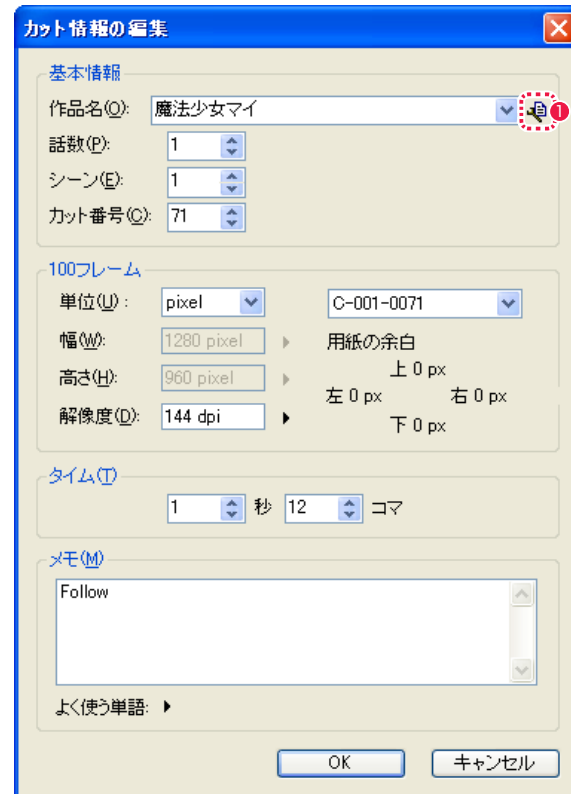 カット情報の編集
基本情報
作品名(O): 魔法少女マイ
1
話数(P): 1
シーン(E): 1
カット番号(C): 71
100フレーム
単位(U): pixel C-001-0071
幅(W): 1280 pixel 用紙の余白
高さ(H): 960 pixel 上 0 px
左 0 px 右 0 px
解像度(D): 144 dpi 下 0 px
タイム(T)
1 秒 12 コマ
メモ(M)
Follow
よく使う単語:
OK キャンセル